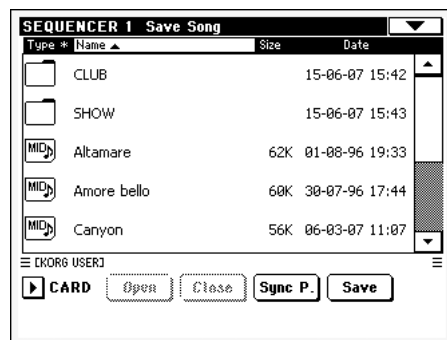 SEQUENCER 1 Save Song
Type * Name Size Date
CLUB 15-06-07 15:42
SHOW 15-06-07 15:43
MID Altamare 62K 01-08-96 19:33
MID Amore bello 60K 30-07-96 17:44
MID Canyon 56K 06-03-07 11:07
[KORG USER]
CARD Open Close Sync P. Save